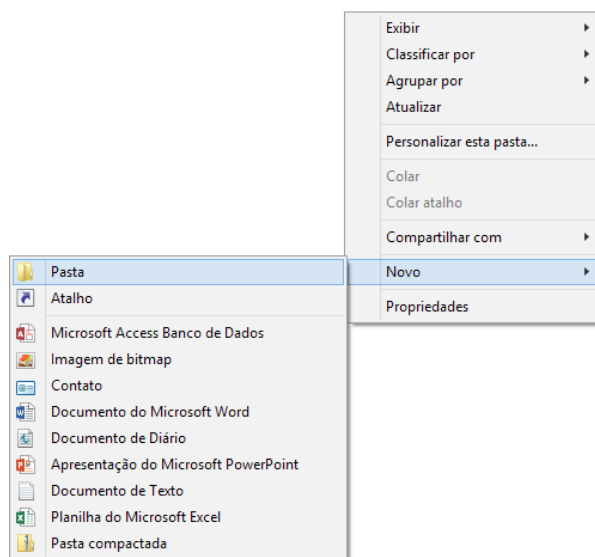 Exibir
Classificar por
Agrupar por
Atualizar
Personalizar esta pasta...
Colar
Colar atalho
Compartilhar com
Novo
Propriedades
Pasta
Atalho
Microsoft Access Banco de Dados
Imagem de bitmap
Contato
Documento do Microsoft Word
Documento de Diário
Apresentação do Microsoft PowerPoint
Documento de Texto
Planilha do Microsoft Excel
Pasta compactada